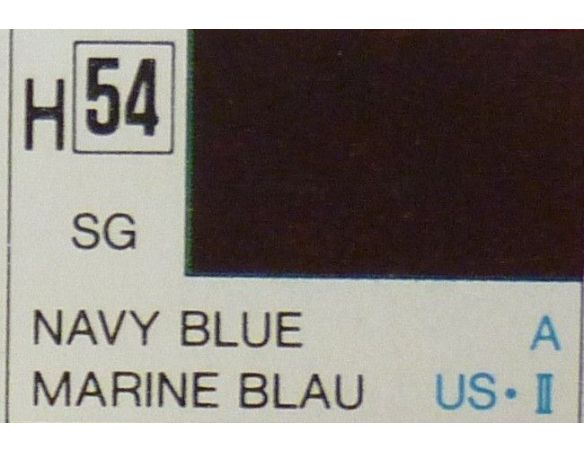 H 54
SG
NAVY BLUE A
MARINE BLAU US・Ⅱ